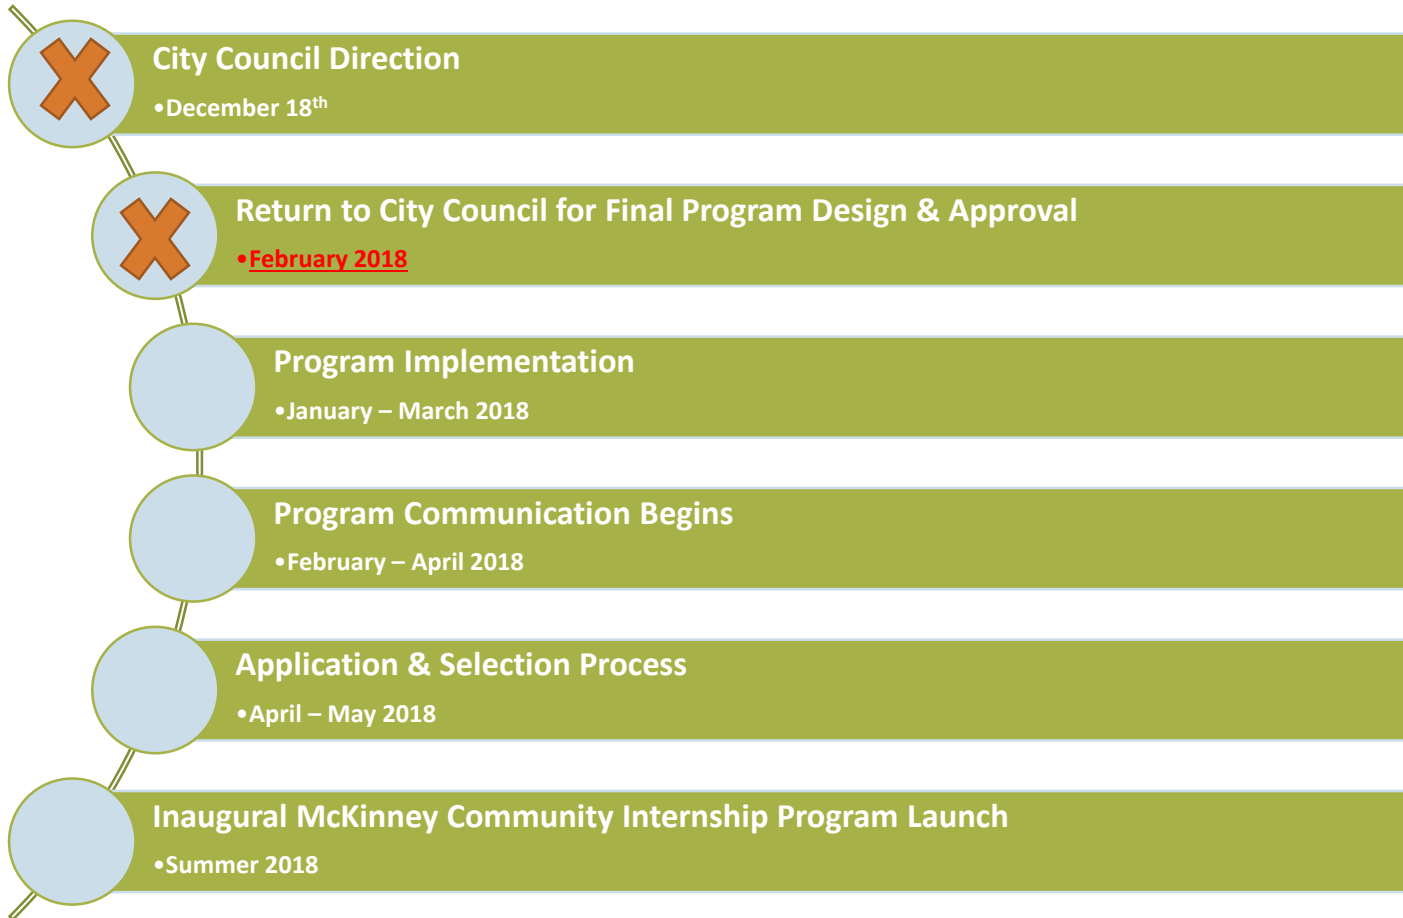 City Council Direction
•December 18th
Return to City Council for Final Program Design & Approval
•February 2018
Program Implementation
•January – March 2018
Program Communication Begins
•February – April 2018
Application & Selection Process
•April – May 2018
Inaugural McKinney Community Internship Program Launch
•Summer 2018